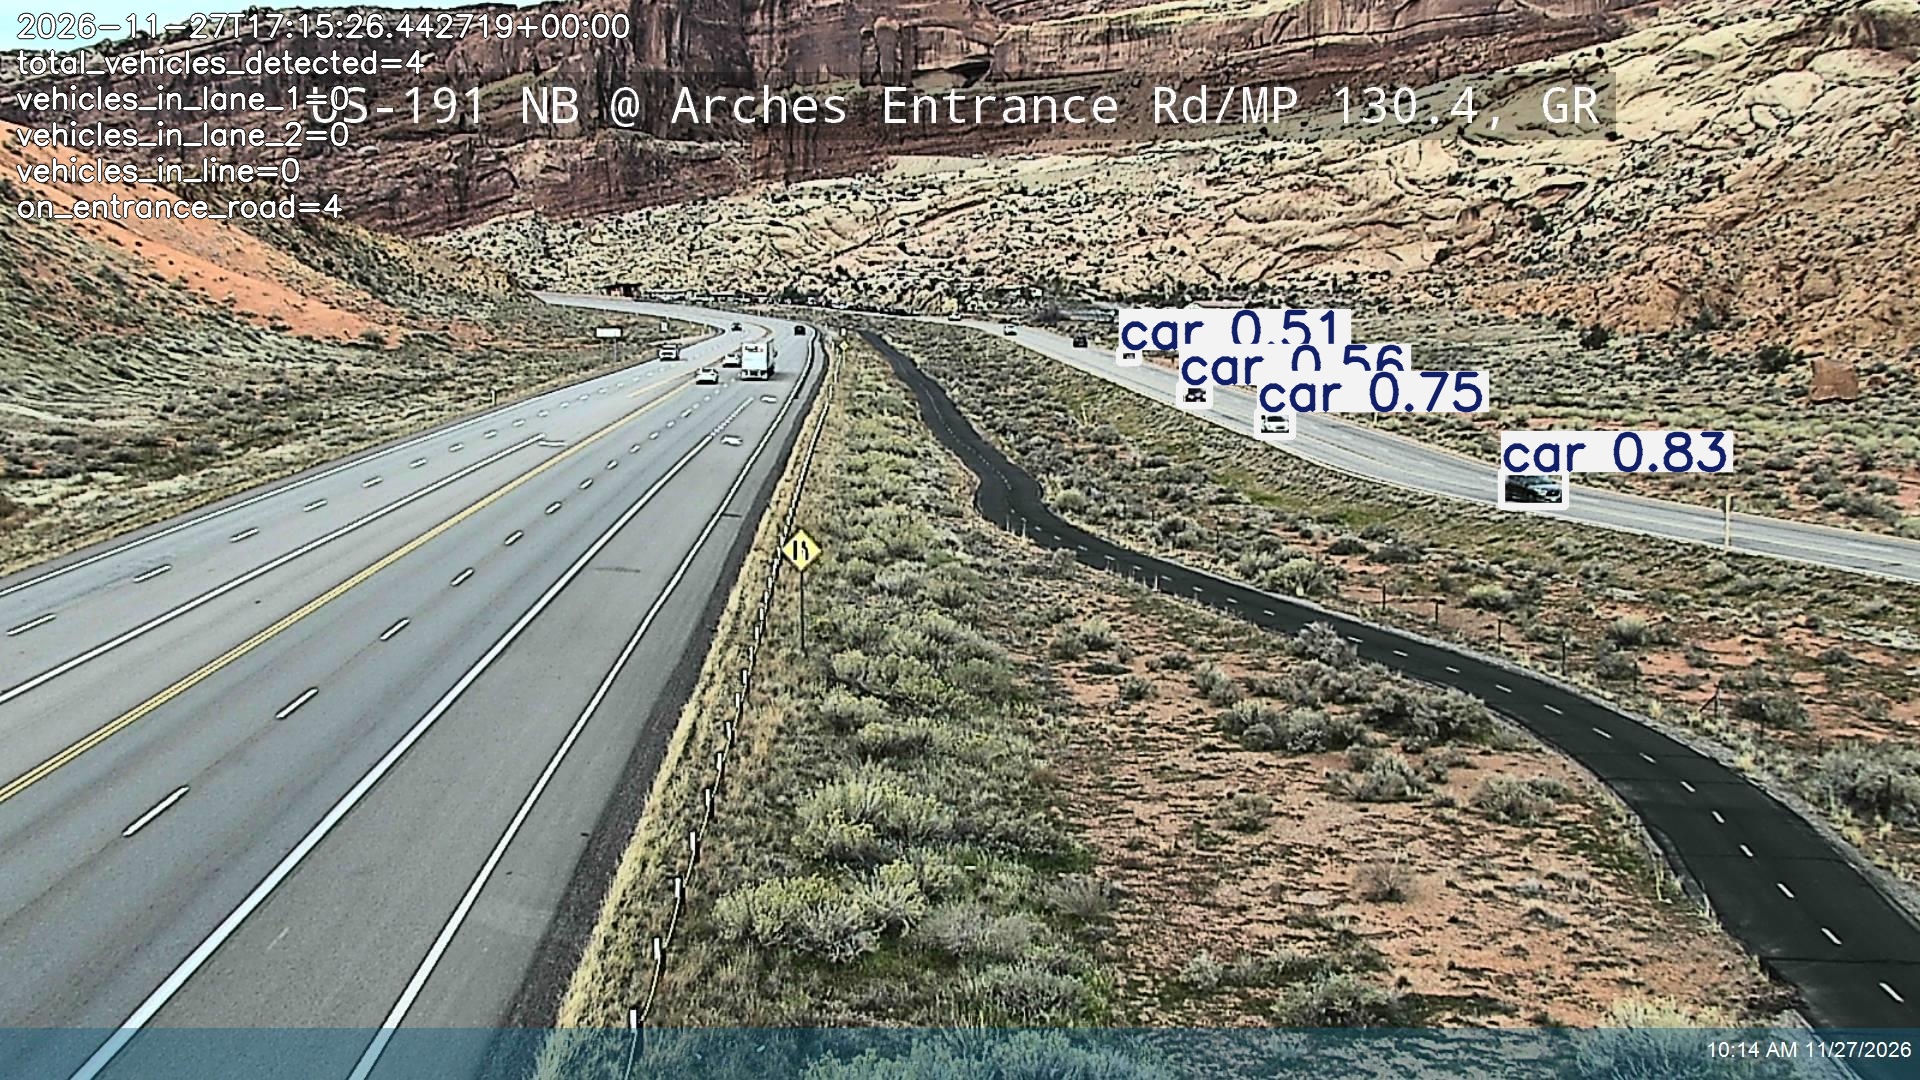 2026-11-27T17:15:26.442719+00:00
total_vehicles_detected=4
vehicles_in_lane_1=0
US-191 NB @ Arches Entrance Rd/MP 130.4, GR
vehicles_in_lane_2=0
vehicles_in_line=0
on_entrance_road=4
car 0.51
car 0.56
car 0.75
car 0.83
10:14 AM 11/27/2026